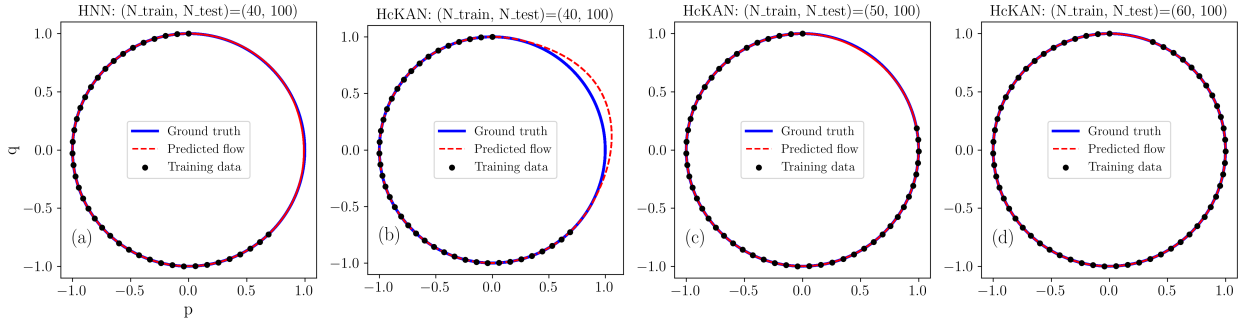 HNN: (N_train, N_test)=(40, 100)
1.0
0.5
0.0
−0.5
−1.0
q
Ground truth
Predicted flow
Training data
(a)
−1.0 −0.5 0.0 0.5 1.0
p
HcKAN: (N_train, N_test)=(40, 100)
1.0
0.5
0.0
−0.5
−1.0
Ground truth
Predicted flow
Training data
(b)
−1.0 −0.5 0.0 0.5 1.0
HcKAN: (N_train, N_test)=(50, 100)
1.0
0.5
0.0
−0.5
−1.0
Ground truth
Predicted flow
Training data
(c)
−1.0 −0.5 0.0 0.5 1.0
HcKAN: (N_train, N_test)=(60, 100)
1.0
0.5
0.0
−0.5
−1.0
Ground truth
Predicted flow
Training data
(d)
−1.0 −0.5 0.0 0.5 1.0